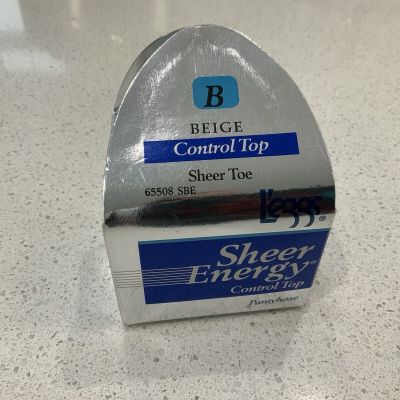 B
BEIGE
Control Top
Sheer Toe
65508 SBE
L'eggs®
Sheer
Energy®
Control Top
Pantyhose